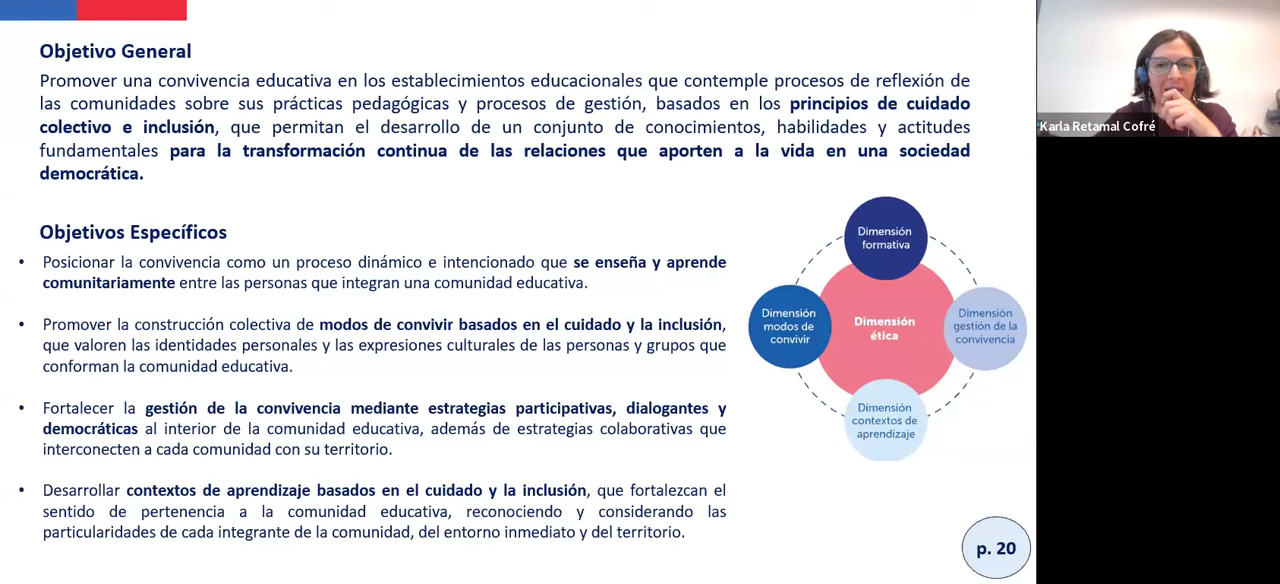 Objetivo General
Promover una convivencia educativa en los establecimientos educacionales que contemple procesos de reflexión de
las comunidades sobre sus prácticas pedagógicas y procesos de gestión, basados en los principios de cuidado
colectivo e inclusión, que permitan el desarrollo de un conjunto de conocimientos, habilidades y actitudes
fundamentales para la transformación continua de las relaciones que aporten a la vida en una sociedad
democrática.
Objetivos Específicos
• Posicionar la convivencia como un proceso dinámico e intencionado que se enseña y aprende
comunitariamente entre las personas que integran una comunidad educativa.
• Promover la construcción colectiva de modos de convivir basados en el cuidado y la inclusión,
que valoren las identidades personales y las expresiones culturales de las personas y grupos que
conforman la comunidad educativa.
• Fortalecer la gestión de la convivencia mediante estrategias participativas, dialogantes y
democráticas al interior de la comunidad educativa, además de estrategias colaborativas que
interconecten a cada comunidad con su territorio.
• Desarrollar contextos de aprendizaje basados en el cuidado y la inclusión, que fortalezcan el
sentido de pertenencia a la comunidad educativa, reconociendo y considerando las
particularidades de cada integrante de la comunidad, del entorno inmediato y del territorio.
Dimensión
formativa
Dimensión
modos de
convivir
Dimensión
ética
Dimensión
gestión de la
convivencia
Dimensión
contextos de
aprendizaje
p. 20
Karla Retamal Cofré